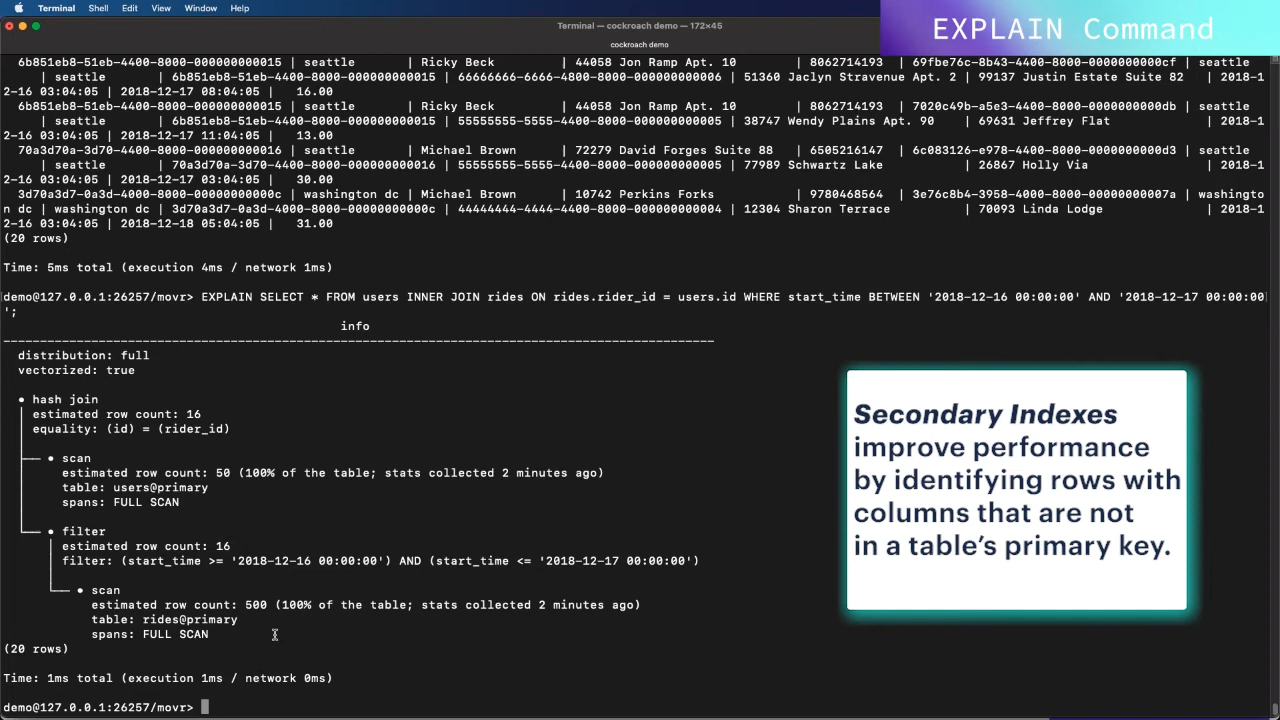 Terminal Shell Edit View Window Help
Terminal — cockroach demo — 172×45
EXPLAIN Command
cockroach demo
6b851eb8-51eb-4400-8000-000000000015 | seattle | Ricky Beck | 44058 Jon Ramp Apt. 10 | 8062714193 | 69fbe76c-8b43-4400-8000-0000000000cf | seattle
| seattle | 6b851eb8-51eb-4400-8000-000000000015 | 66666666-6666-4800-8000-000000000006 | 51360 Jaclyn Stravenue Apt. 2 | 99137 Justin Estate Suite 82 | 2018-1
2-16 03:04:05 | 2018-12-17 08:04:05 | 16.00
6b851eb8-51eb-4400-8000-000000000015 | seattle | Ricky Beck | 44058 Jon Ramp Apt. 10 | 8062714193 | 7020c49b-a5e3-4400-8000-0000000000db | seattle
| seattle | 6b851eb8-51eb-4400-8000-000000000015 | 55555555-5555-4400-8000-000000000005 | 38747 Wendy Plains Apt. 90 | 69631 Jeffrey Flat | 2018-1
2-16 03:04:05 | 2018-12-17 11:04:05 | 13.00
70a3d70a-3d70-4400-8000-000000000016 | seattle | Michael Brown | 72279 David Forges Suite 88 | 6505216147 | 6c083126-e978-4400-8000-0000000000d3 | seattle
| seattle | 70a3d70a-3d70-4400-8000-000000000016 | 55555555-5555-4400-8000-000000000005 | 77989 Schwartz Lake | 26867 Holly Via | 2018-1
2-16 03:04:05 | 2018-12-17 03:04:05 | 30.00
3d70a3d7-0a3d-4000-8000-00000000000c | washington dc | Michael Brown | 10742 Perkins Forks | 9780468564 | 3e76c8b4-3958-4000-8000-00000000007a | washingto
n dc | washington dc | 3d70a3d7-0a3d-4000-8000-00000000000c | 44444444-4444-4400-8000-000000000004 | 12304 Sharon Terrace | 70093 Linda Lodge | 2018-1
2-16 03:04:05 | 2018-12-18 05:04:05 | 31.00
(20 rows)
Time: 5ms total (execution 4ms / network 1ms)
demo@127.0.0.1:26257/movr> EXPLAIN SELECT * FROM users INNER JOIN rides ON rides.rider_id = users.id WHERE start_time BETWEEN '2018-12-16 00:00:00' AND '2018-12-17 00:00:00
';
info
distribution: full
vectorized: true
• hash join
estimated row count: 16
equality: (id) = (rider_id)
• scan
estimated row count: 50 (100% of the table; stats collected 2 minutes ago)
table: users@primary
spans: FULL SCAN
• filter
estimated row count: 16
filter: (start_time >= '2018-12-16 00:00:00') AND (start_time <= '2018-12-17 00:00:00')
• scan
estimated row count: 500 (100% of the table; stats collected 2 minutes ago)
table: rides@primary
spans: FULL SCAN
(20 rows)
Time: 1ms total (execution 1ms / network 0ms)
demo@127.0.0.1:26257/movr>
Secondary Indexes
improve performance
by identifying rows with
columns that are not
in a table's primary key.